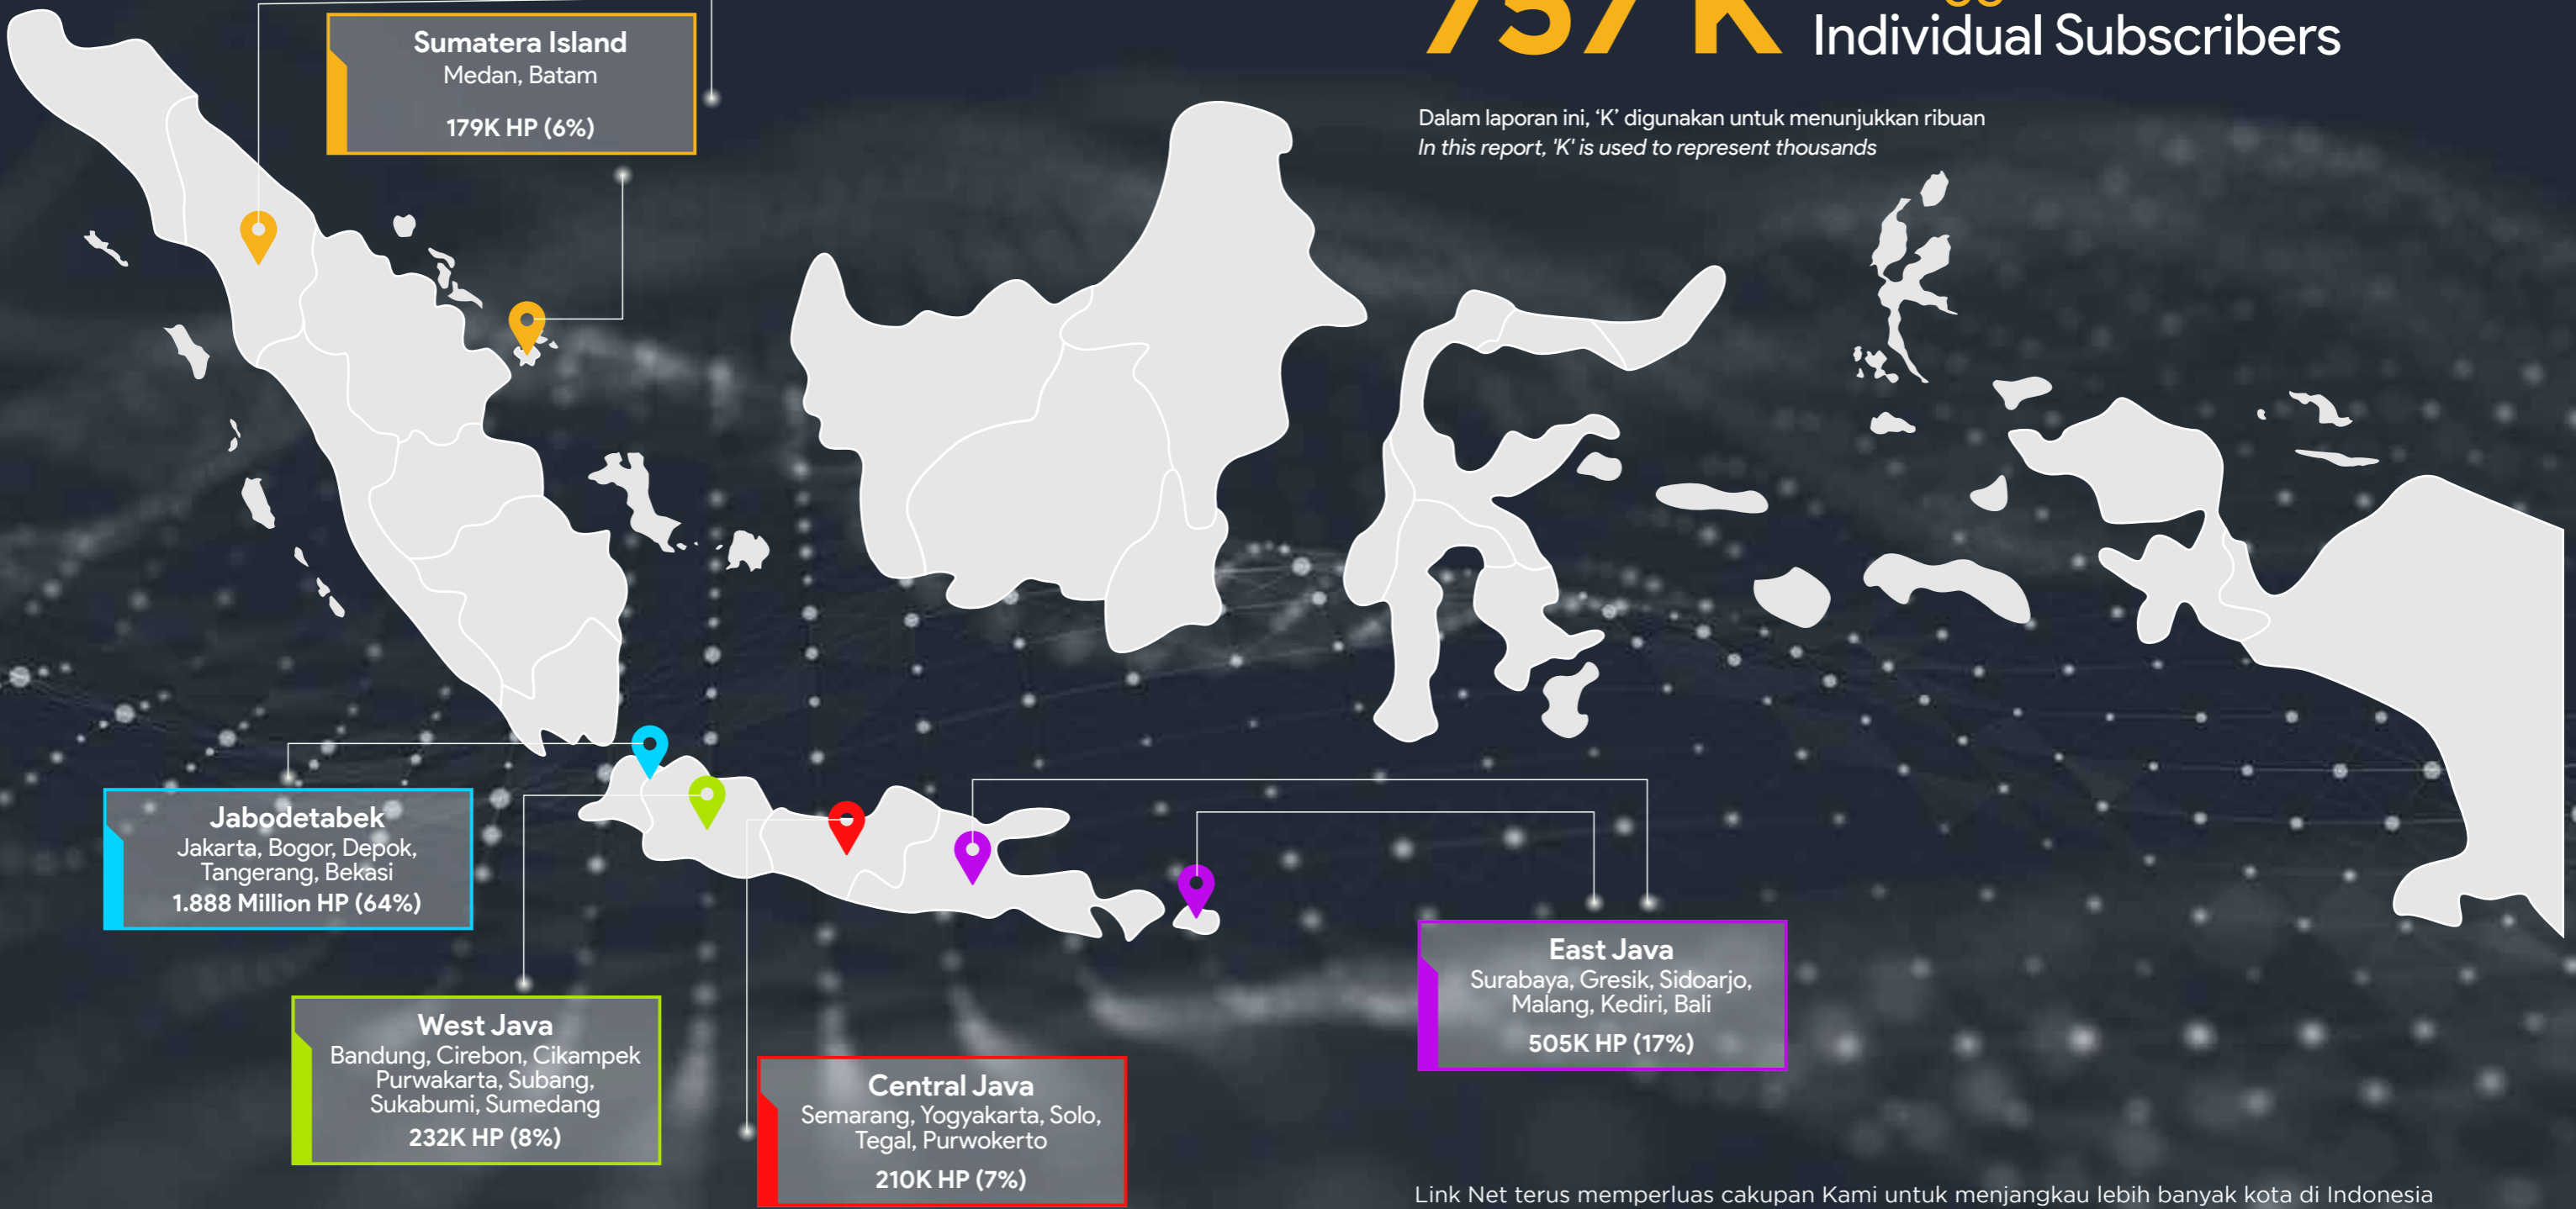 Individual Subscribers
Dalam laporan ini, ‘K’ digunakan untuk menunjukkan ribuan
In this report, 'K' is used to represent thousands
Sumatera Island
Medan, Batam
179K HP (6%)
Jabodetabek
Jakarta, Bogor, Depok,
Tangerang, Bekasi
1.888 Million HP (64%)
West Java
Bandung, Cirebon, Cikampek
Purwakarta, Subang,
Sukabumi, Sumedang
232K HP (8%)
Central Java
Semarang, Yogyakarta, Solo,
Tegal, Purwokerto
210K HP (7%)
East Java
Surabaya, Gresik, Sidoarjo,
Malang, Kediri, Bali
505K HP (17%)
Link Net terus memperluas cakupan Kami untuk menjangkau lebih banyak kota di Indonesia